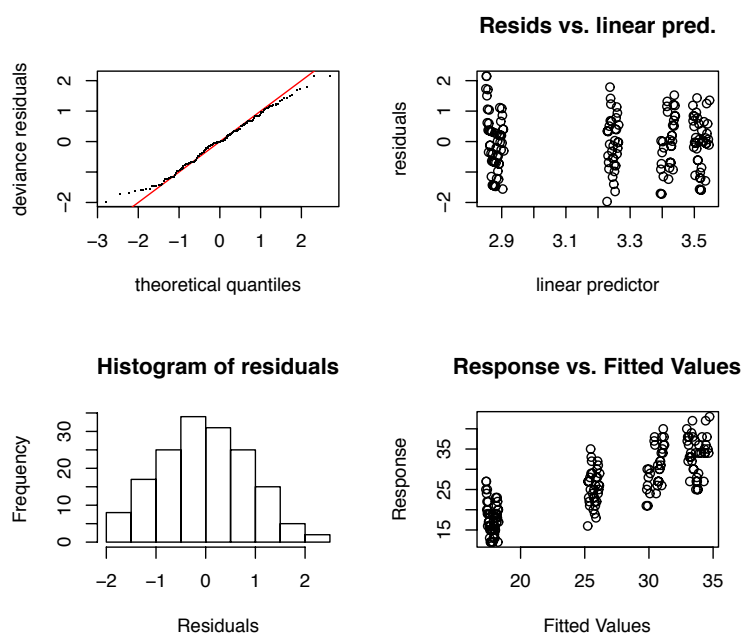 deviance residuals
−2 0 1 2
−3 −2 −1 0 1 2
theoretical quantiles
Resids vs. linear pred.
residuals
−2 0 1 2
2.9 3.1 3.3 3.5
linear predictor
Histogram of residuals
Frequency
0 10 20 30
−2 −1 0 1 2
Residuals
Response vs. Fitted Values
Response
15 25 35
20 25 30 35
Fitted Values